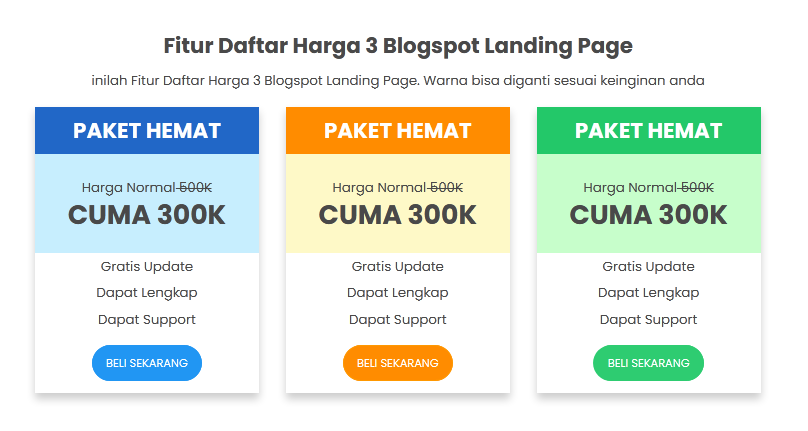 Fitur Daftar Harga 3 Blogspot Landing Page
inilah Fitur Daftar Harga 3 Blogspot Landing Page. Warna bisa diganti sesuai keinginan anda
PAKET HEMAT
Harga Normal 500K
CUMA 300K
Gratis Update
Dapat Lengkap
Dapat Support
BELI SEKARANG
PAKET HEMAT
Harga Normal 500K
CUMA 300K
Gratis Update
Dapat Lengkap
Dapat Support
BELI SEKARANG
PAKET HEMAT
Harga Normal 500K
CUMA 300K
Gratis Update
Dapat Lengkap
Dapat Support
BELI SEKARANG